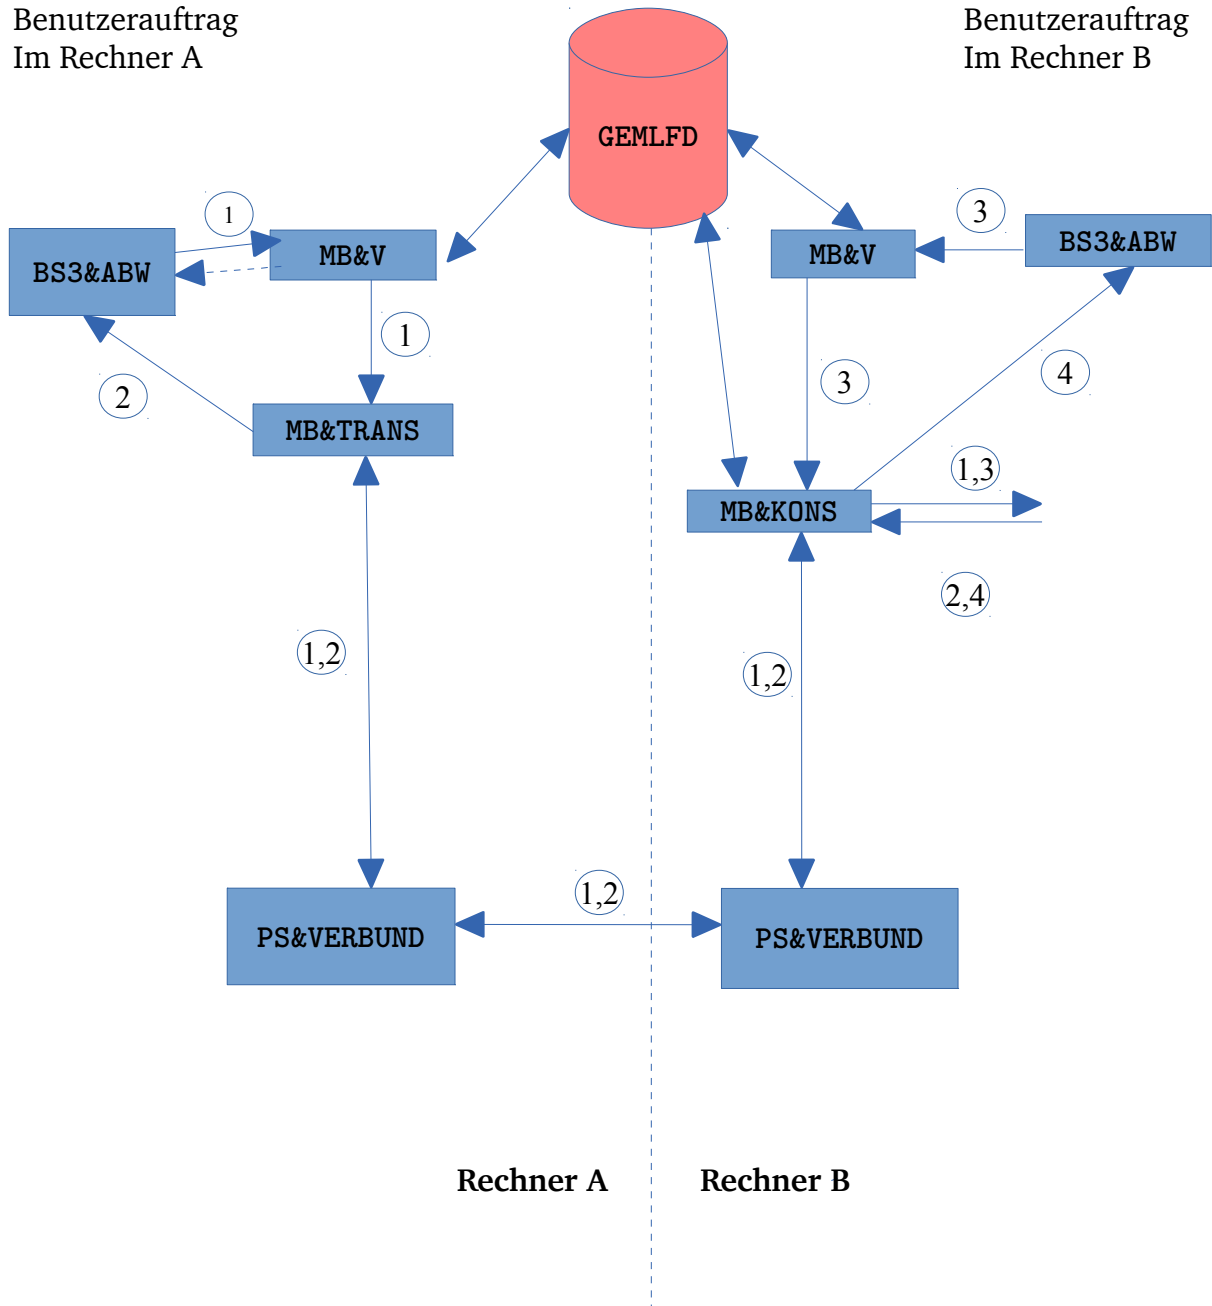 Benutzerauftrag
Im Rechner A
Benutzerauftrag
Im Rechner B
GEMLFD
1
3
BS3&ABW
MB&V
MB&V
BS3&ABW
1
2
3
4
MB&TRANS
1,3
MB&KONS
2,4
1,2
1,2
1,2
PS&VERBUND
PS&VERBUND
Rechner A
Rechner B